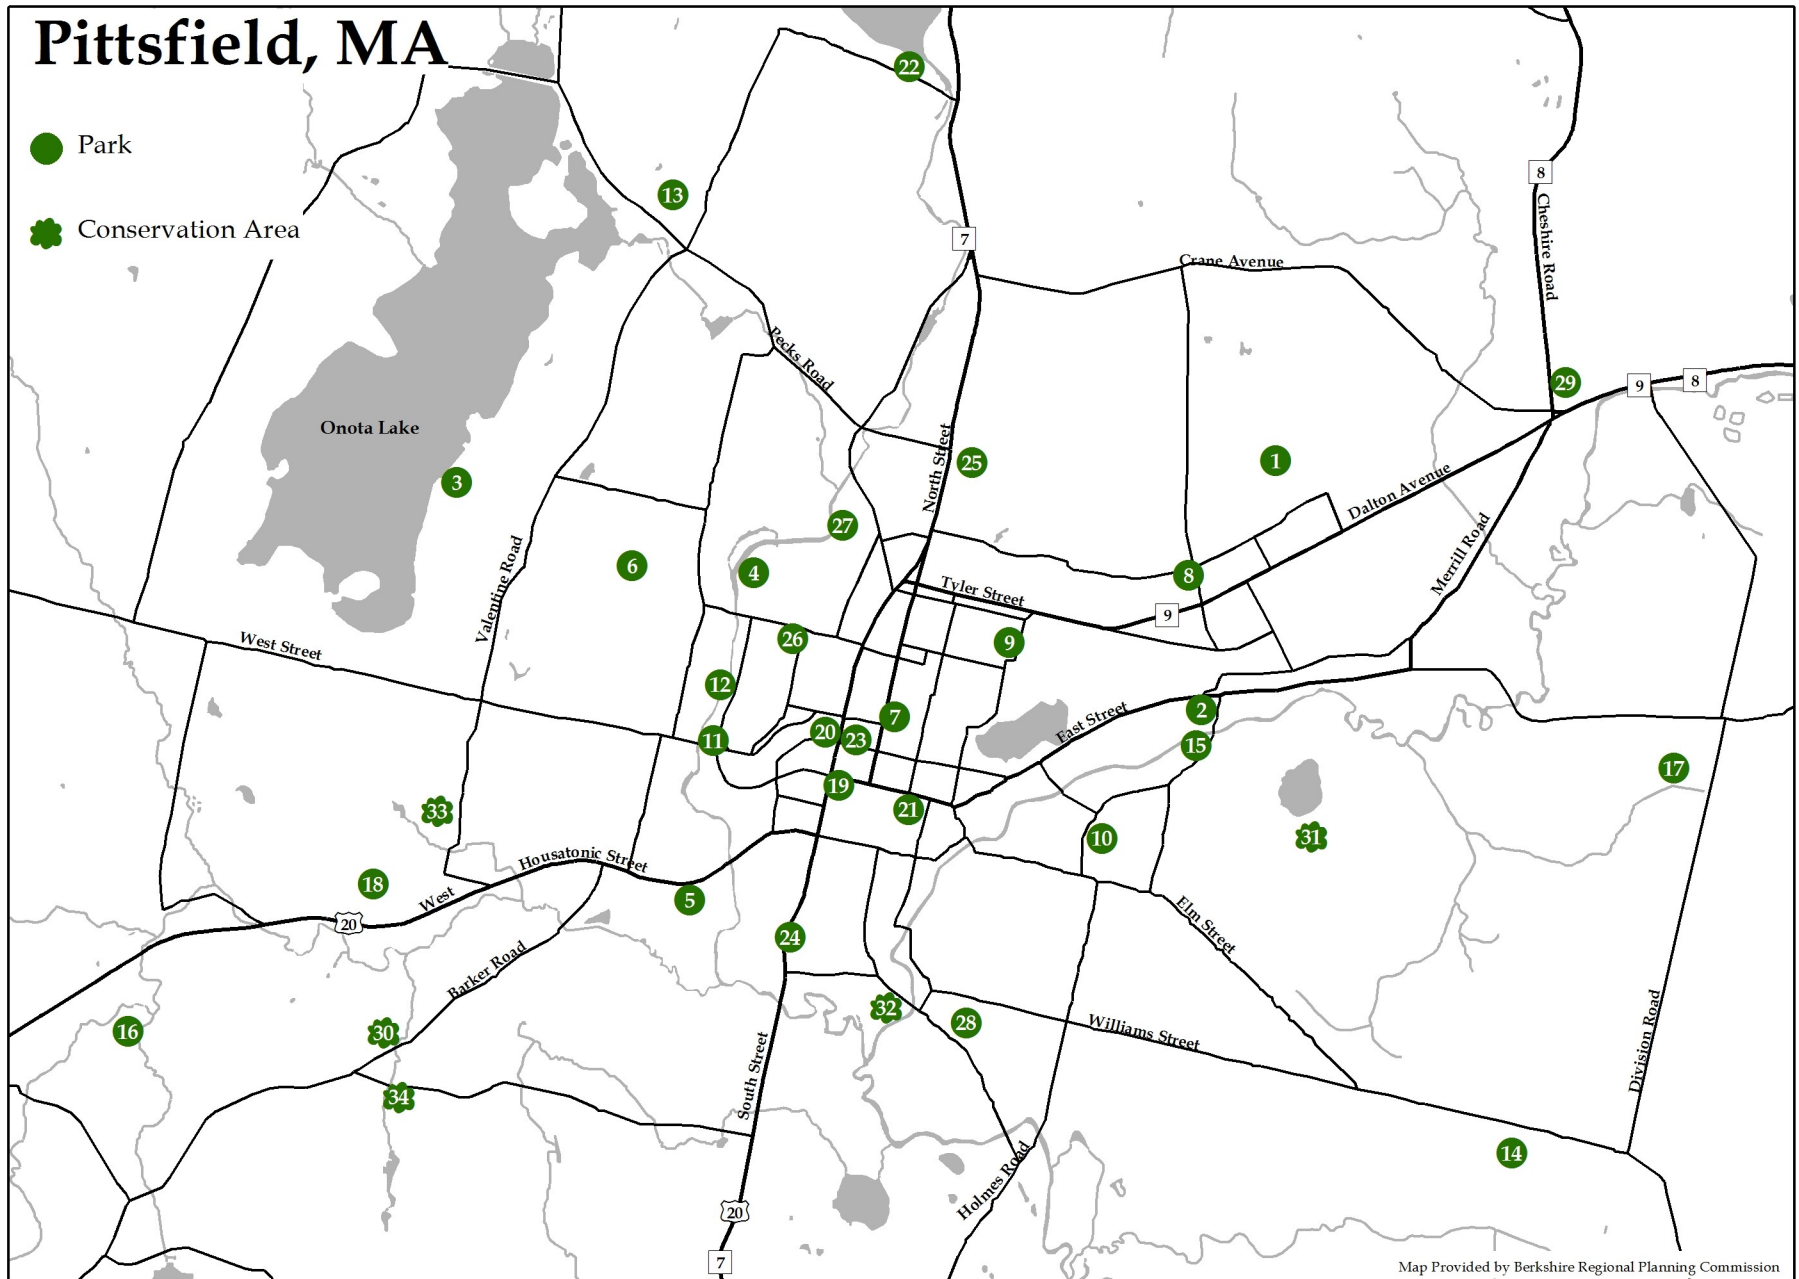 Pittsfield, MA
Park
Conservation Area
22
13
8
Cheshire Road
7
Crane Avenue
Pecks Road
29
9
8
Onota Lake
3
North Street
25
1
Dalton Avenue
27
Merrill Road
6
4
8
Valentine Road
Tyler Street
9
West Street
26
9
12
2
7
East Street
11
20
23
15
17
19
21
33
10
31
Housatonic Street
18
West
5
Elm Street
20
24
Barker Road
16
30
32
28
Williams Street
Division Road
South Street
34
14
Holmes Road
20
7
Map Provided by Berkshire Regional Planning Commission